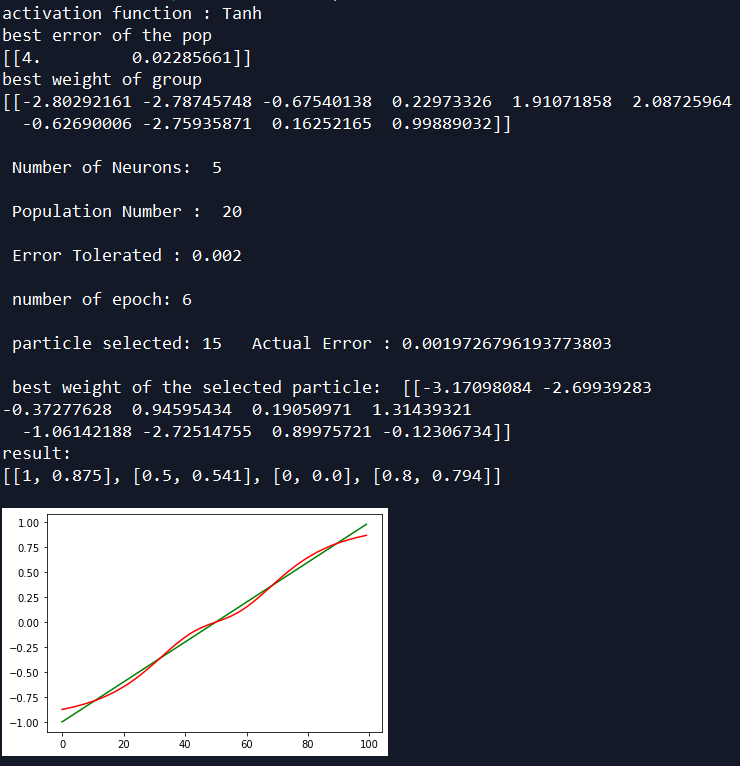 activation function : Tanh
best error of the pop
[[4.         0.02285661]]
best weight of group
[[-2.80292161 -2.78745748 -0.67540138  0.22973326  1.91071858  2.08725964
  -0.62690006 -2.75935871  0.16252165  0.99889032]]
Number of Neurons:  5
Population Number :  20
Error Tolerated : 0.002
number of epoch: 6
particle selected: 15   Actual Error : 0.0019726796193773803
best weight of the selected particle:  [[-3.17098084 -2.69939283
-0.37277628  0.94595434  0.19050971  1.31439321
  -1.06142188 -2.72514755  0.89975721 -0.12306734]]
result:
[[1, 0.875], [0.5, 0.541], [0, 0.0], [0.8, 0.794]]
1.00
0.75
0.50
0.25
0.00
−0.25
−0.50
−0.75
−1.00
0 20 40 60 80 100